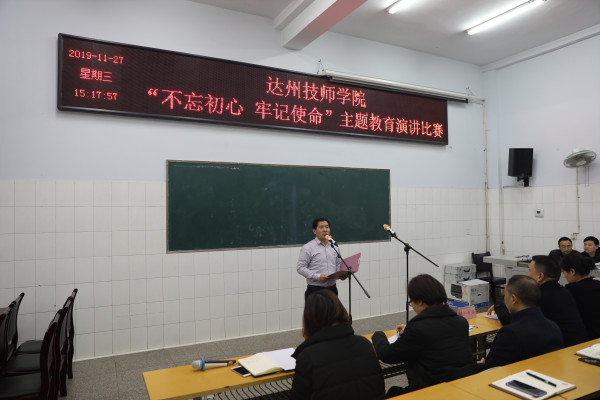 2019-11-27
星期三
15:17:57
达州技师学院
“不忘初心 牢记使命”主题教育演讲比赛